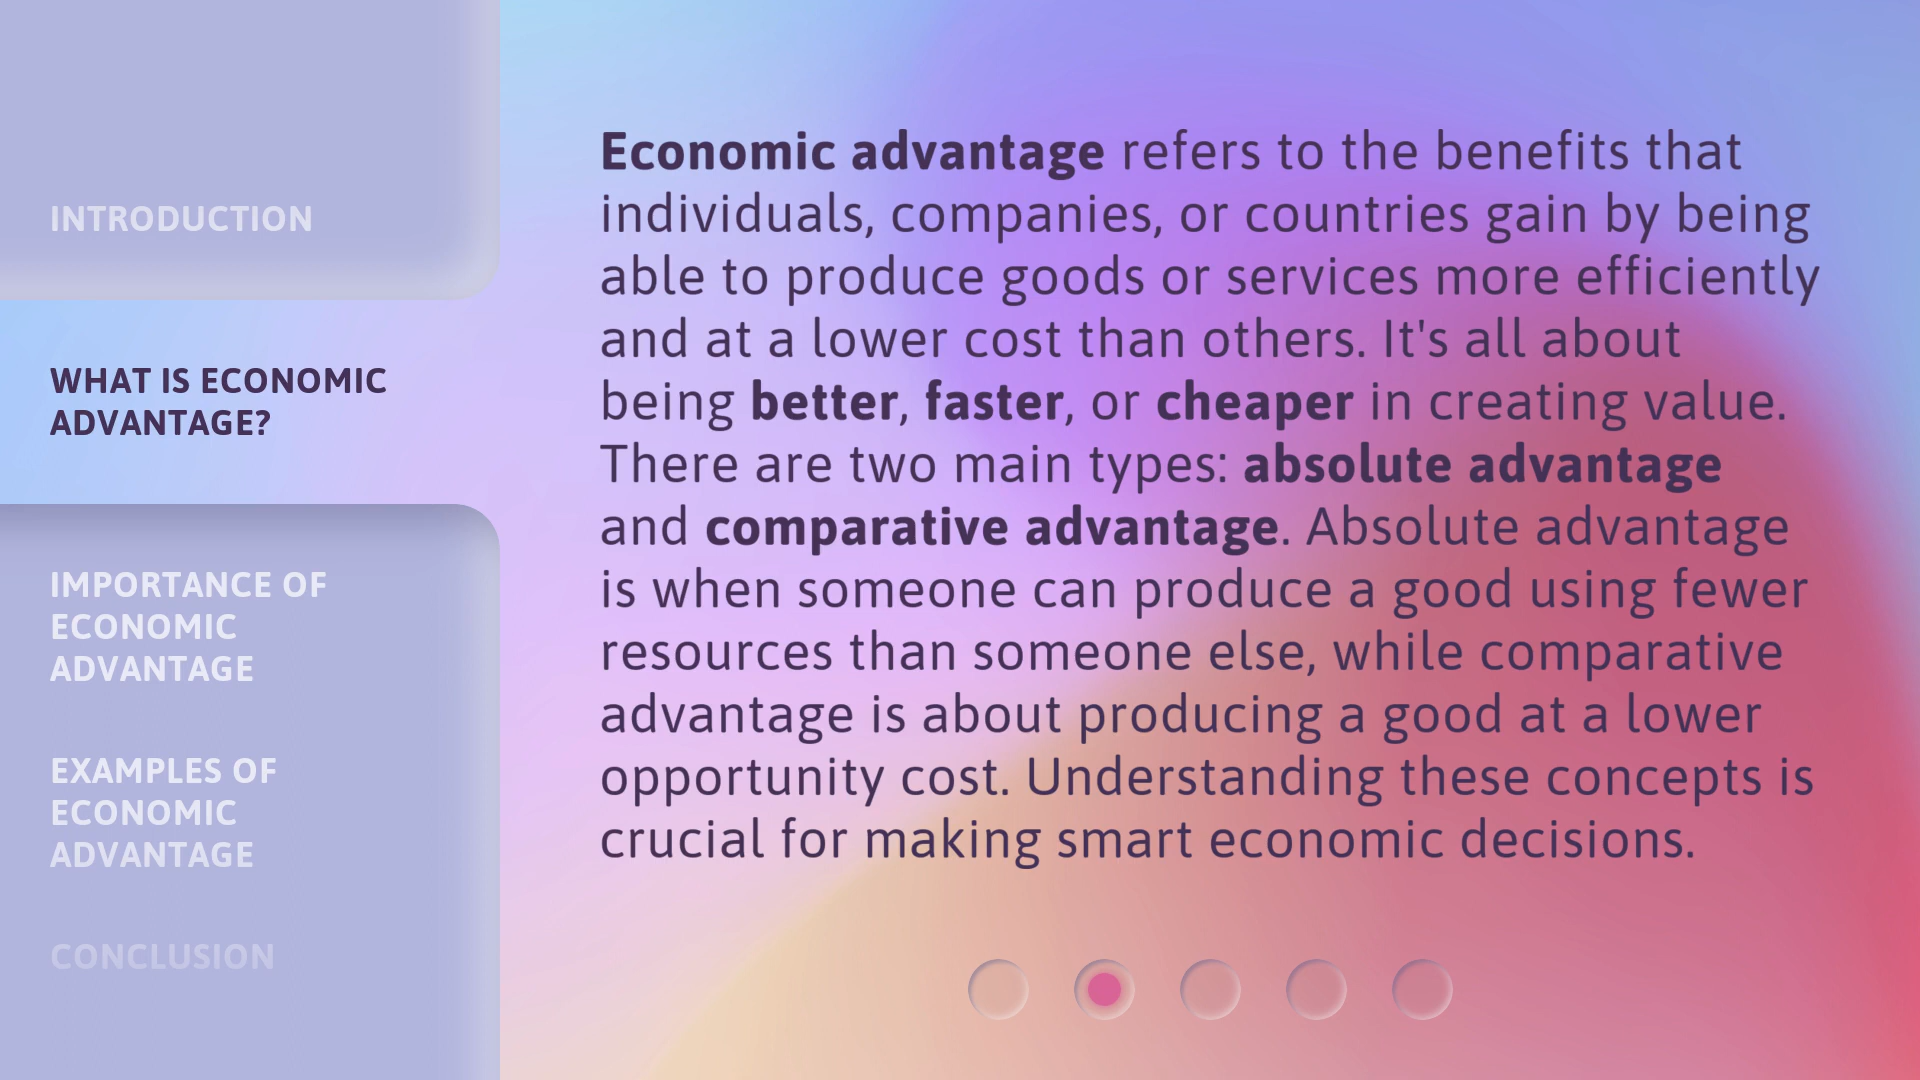 INTRODUCTION
WHAT IS ECONOMIC
ADVANTAGE?
IMPORTANCE OF
ECONOMIC
ADVANTAGE
EXAMPLES OF
ECONOMIC
ADVANTAGE
CONCLUSION
Economic advantage refers to the benefits that
individuals, companies, or countries gain by being
able to produce goods or services more efficiently
and at a lower cost than others. It's all about
being better, faster, or cheaper in creating value.
There are two main types: absolute advantage
and comparative advantage. Absolute advantage
is when someone can produce a good using fewer
resources than someone else, while comparative
advantage is about producing a good at a lower
opportunity cost. Understanding these concepts is
crucial for making smart economic decisions.